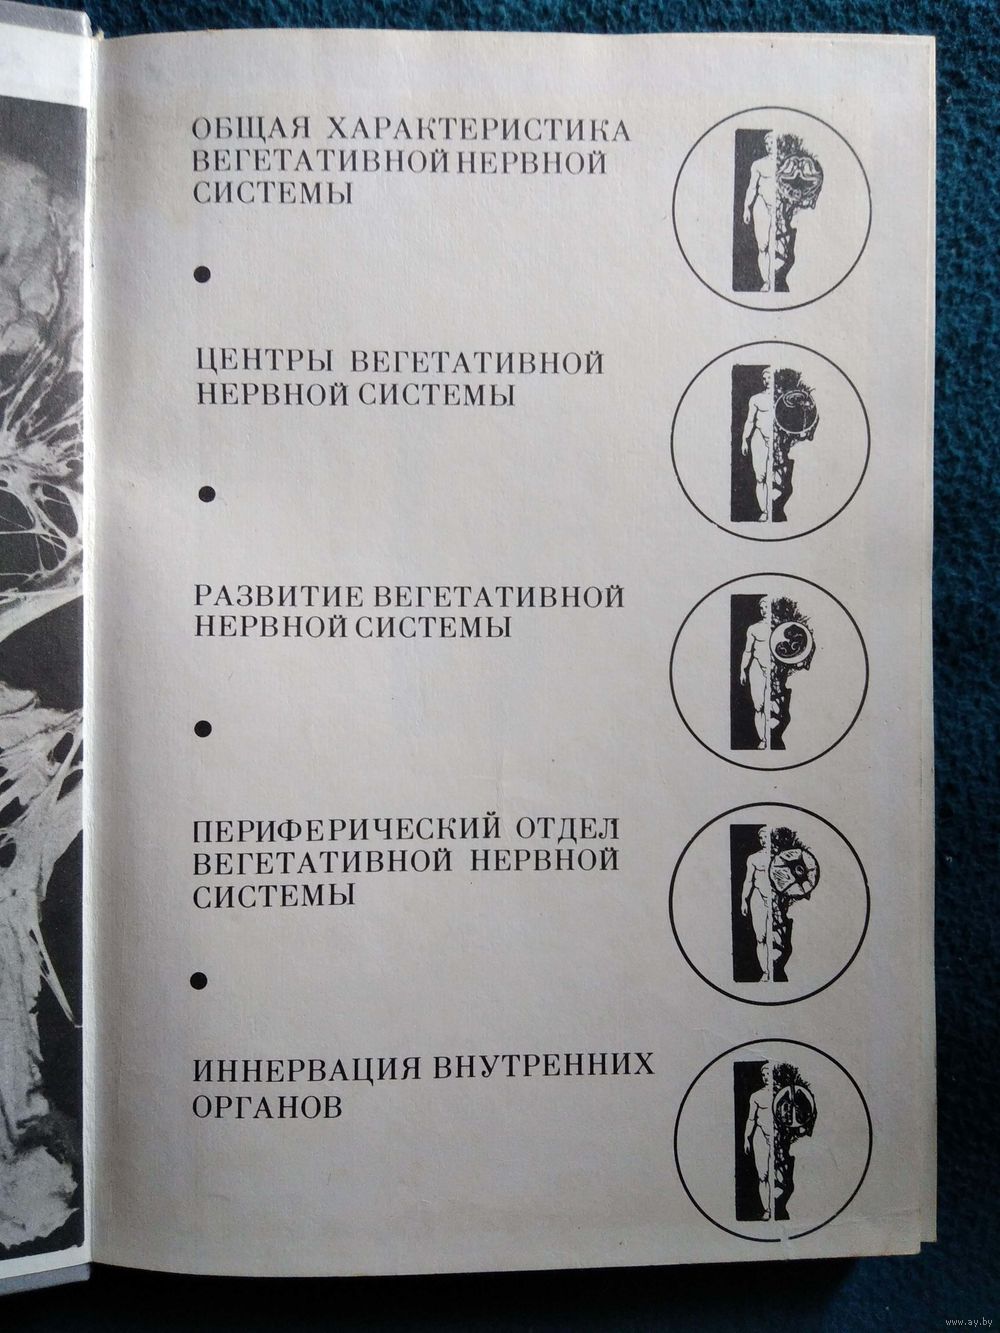 ОБЩАЯ ХАРАКТЕРИСТИКА
ВЕГЕТАТИВНОЙ НЕРВНОЙ
СИСТЕМЫ
ЦЕНТРЫ ВЕГЕТАТИВНОЙ
НЕРВНОЙ СИСТЕМЫ
РАЗВИТИЕ ВЕГЕТАТИВНОЙ
НЕРВНОЙ СИСТЕМЫ
ПЕРИФЕРИЧЕСКИЙ ОТДЕЛ
ВЕГЕТАТИВНОЙ НЕРВНОЙ
СИСТЕМЫ
ИННЕРВАЦИЯ ВНУТРЕННИХ
ОРГАНОВ
www.ay.by